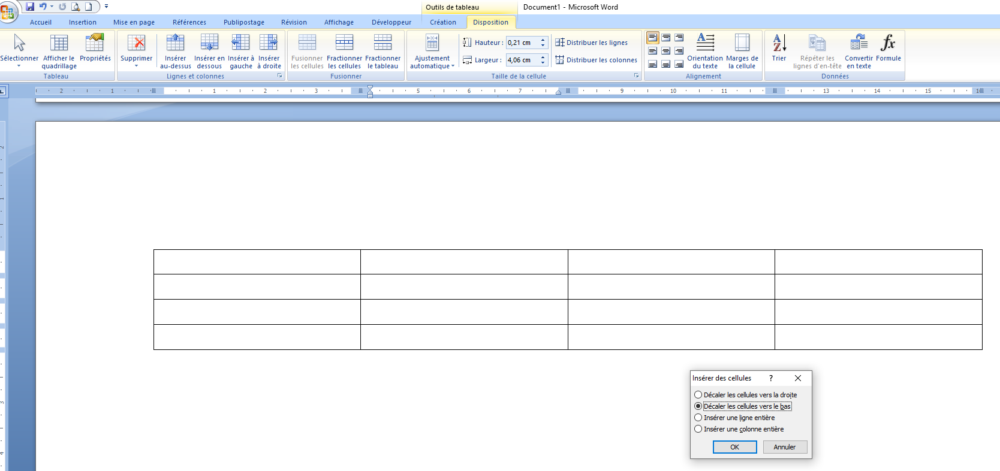 Outils de tableau
Document1 - Microsoft Word
Accueil Insertion Mise en page Références Publipostage Révision Affichage Développeur Création Disposition
Sélectionner
Afficher le
quadrillage
Propriétés
Tableau
Supprimer
Insérer
au-dessus
Insérer en
dessous
Insérer à
gauche
Insérer
à droite
Lignes et colonnes
Fusionner
les cellules
Fractionner
les cellules
Fractionner
le tableau
Fusionner
Ajustement
automatique
Hauteur : 0,21 cm
Largeur : 4,06 cm
Distribuer les lignes
Distribuer les colonnes
Taille de la cellule
Orientation
du texte
Marges de
la cellule
Alignement
A
Z
Trier
Répéter les
lignes d'en-tête
Convertir
en texte
fx
Formule
Données
2 1 1 2 3 5 6 7 9 10 11 13 14 15
2
1
3
4
Insérer des cellules ?
Décaler les cellules vers la droite
Décaler les cellules vers le bas
Insérer une ligne entière
Insérer une colonne entière
OK Annuler